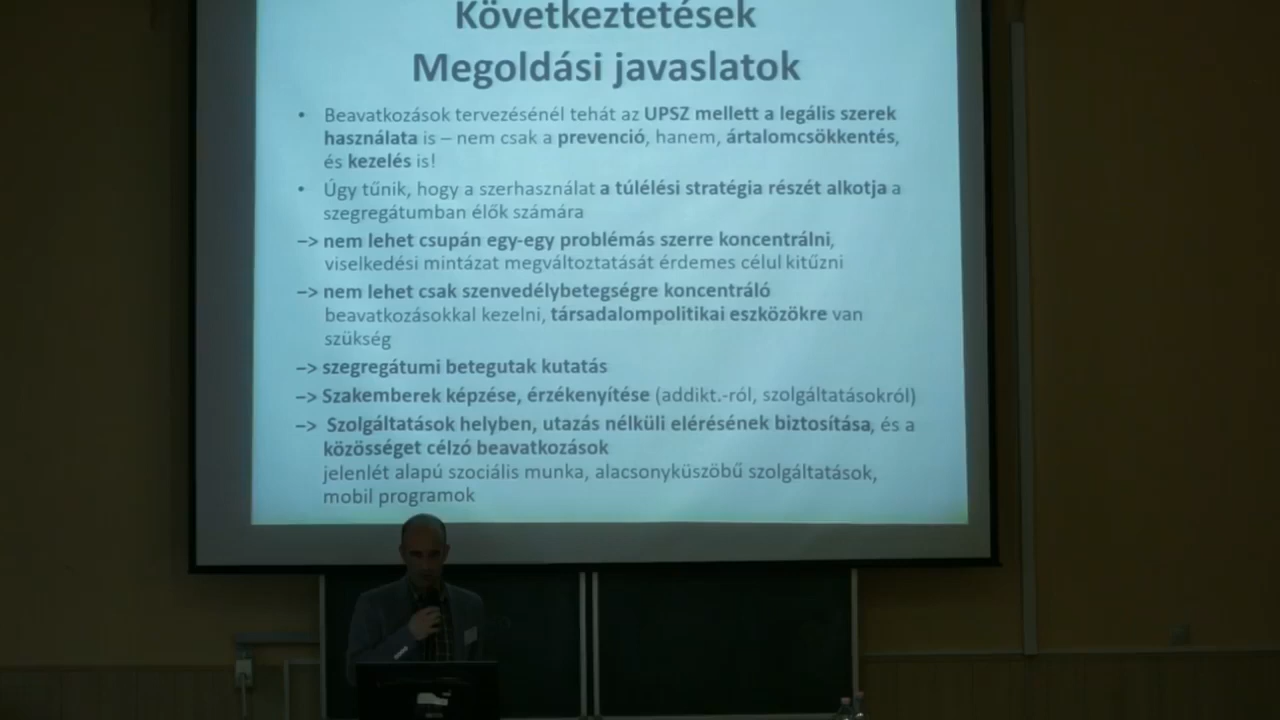 Következtetések
Megoldási javaslatok
• Beavatkozások tervezésénél tehát az UPSZ mellett a legális szerek
használata is – nem csak a prevenció, hanem, ártalomcsökkentés,
és kezelés is!
• Úgy tűnik, hogy a szerhasználat a túlélési stratégia részét alkotja a
szegregátumban élők számára
–> nem lehet csupán egy-egy problémás szerre koncentrálni,
viselkedési mintázat megváltoztatását érdemes célul kitűzni
–> nem lehet csak szenvedélybetegségre koncentráló
beavatkozásokkal kezelni, társadalompolitikai eszközökre van
szükség
–> szegregátumi betegutak kutatás
–> Szakemberek képzése, érzékenyítése (addikt.-ról, szolgáltatásokról)
–> Szolgáltatások helyben, utazás nélküli elérésének biztosítása, és a
közösséget célzó beavatkozások
jelenlét alapú szociális munka, alacsonyküszöbű szolgáltatások,
mobil programok